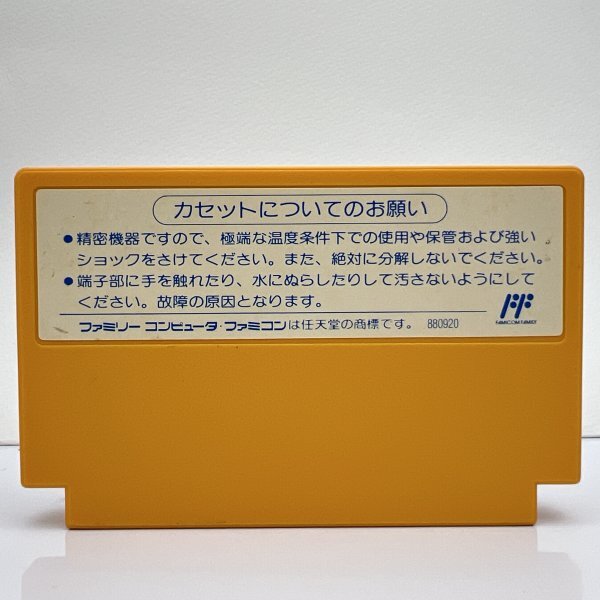 カセットについてのお願い
●精密機器ですので、極端な温度条件下での使用や保管および強い
ショックをさけてください。また、絶対に分解しないでください。
●端子部に手を触れたり、水にぬらしたりして汚さないようにして
ください。故障の原因となります。
ファミリー コンピュータ・ファミコンは任天堂の商標です。 880920
FF
FAMICOM FAMILY